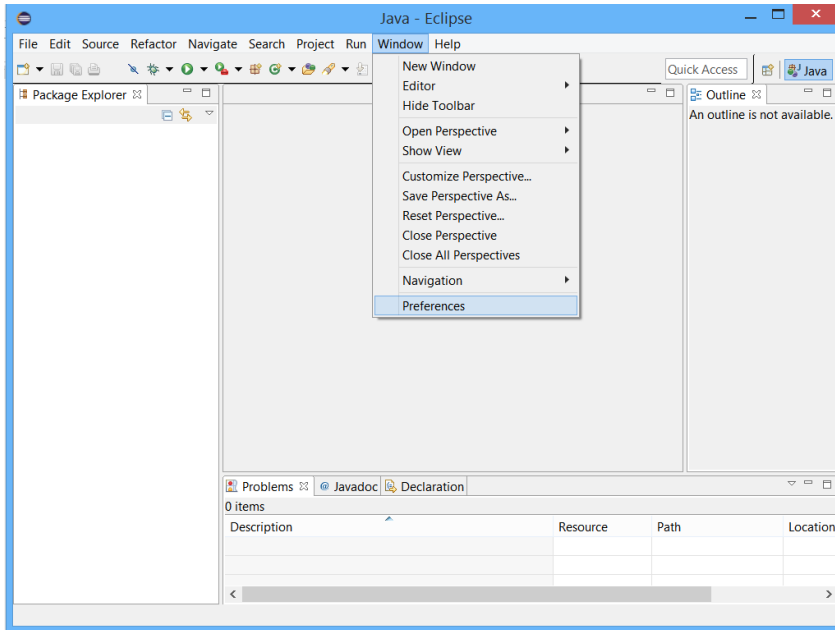 Java - Eclipse
File Edit Source Refactor Navigate Search Project Run Window Help
Quick Access
Java
Package Explorer
New Window
Editor
Hide Toolbar
Open Perspective
Show View
Customize Perspective...
Save Perspective As...
Reset Perspective...
Close Perspective
Close All Perspectives
Navigation
Preferences
Outline
An outline is not available.
Problems @ Javadoc Declaration
0 items
Description Resource Path Location